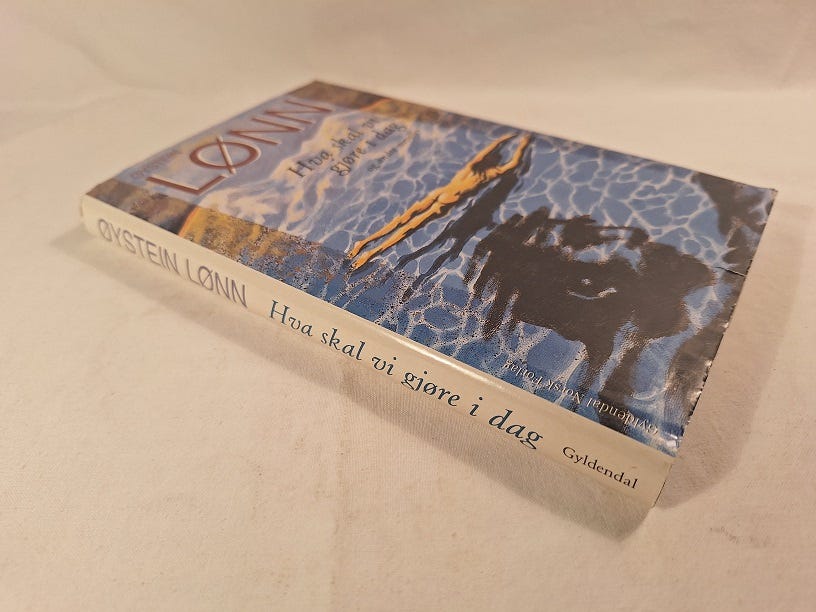 LØNN
Hva skal vi
gjøre i dag
Gyldendal Norsk Forlag
ØYSTEIN LØNN Hva skal vi gjøre i dag Gyldendal